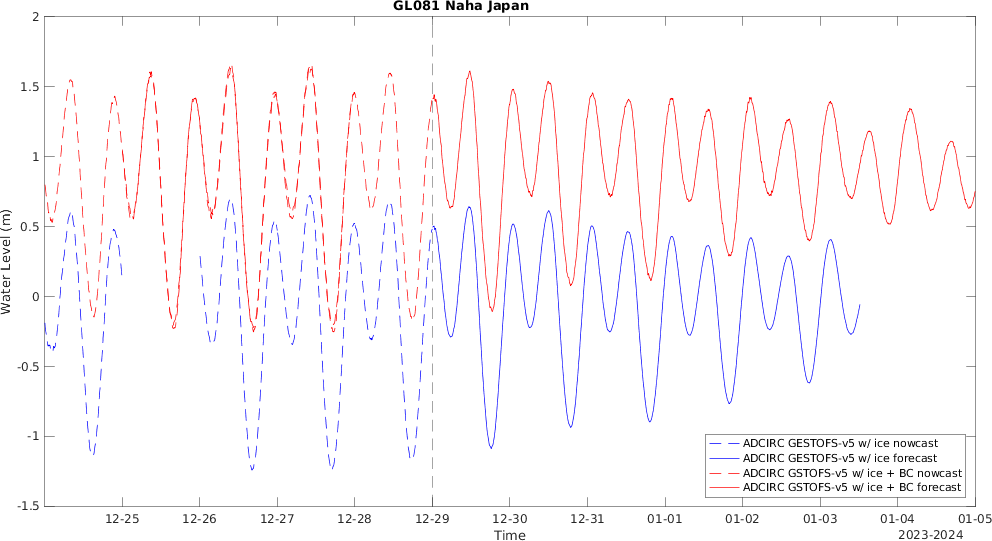 GL081 Naha Japan
2
1.5
1
0.5
0
-0.5
-1
-1.5
Water Level (m)
ADCIRC GESTOFS-v5 w/ ice nowcast
ADCIRC GESTOFS-v5 w/ ice forecast
ADCIRC GSTOFS-v5 w/ ice + BC nowcast
ADCIRC GSTOFS-v5 w/ ice + BC forecast
12-25 12-26 12-27 12-28 12-29 12-30 12-31 01-01 01-02 01-03 01-04 01-05
Time
2023-2024